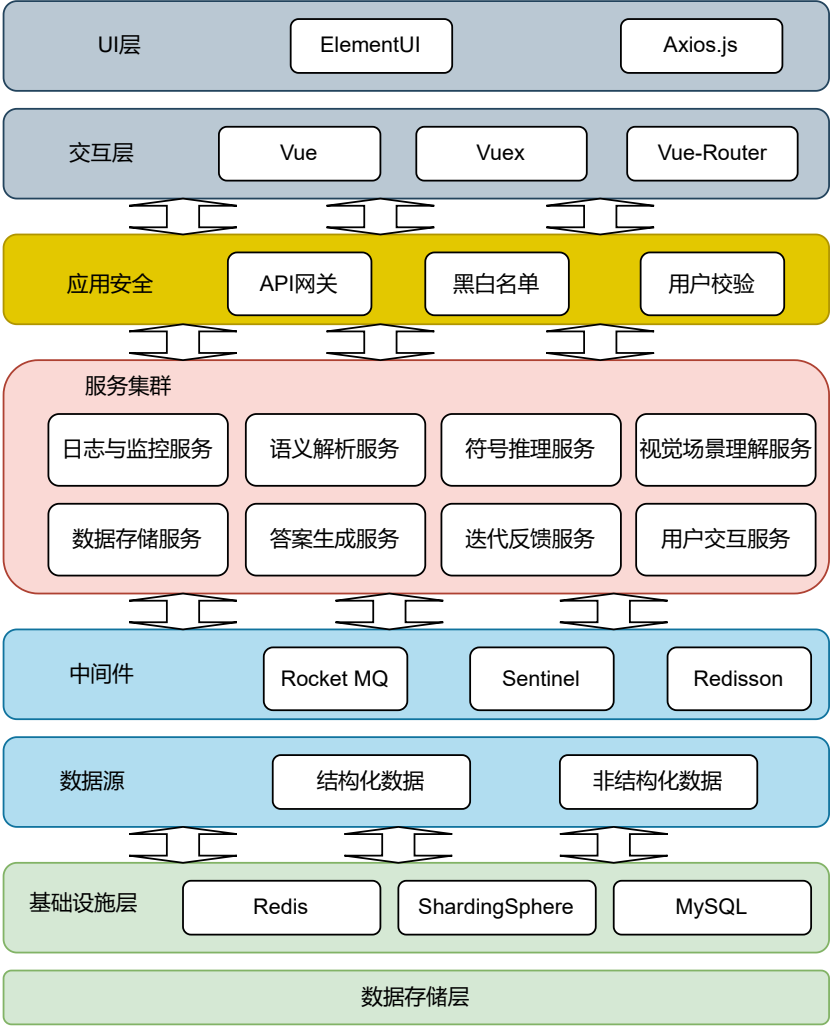 UI层
ElementUI
Axios.js
交互层
Vue
Vuex
Vue-Router
应用安全
API网关
黑白名单
用户校验
服务集群
日志与监控服务
语义解析服务
符号推理服务
视觉场景理解服务
数据存储服务
答案生成服务
迭代反馈服务
用户交互服务
中间件
Rocket MQ
Sentinel
Redisson
数据源
结构化数据
非结构化数据
基础设施层
Redis
ShardingSphere
MySQL
数据存储层